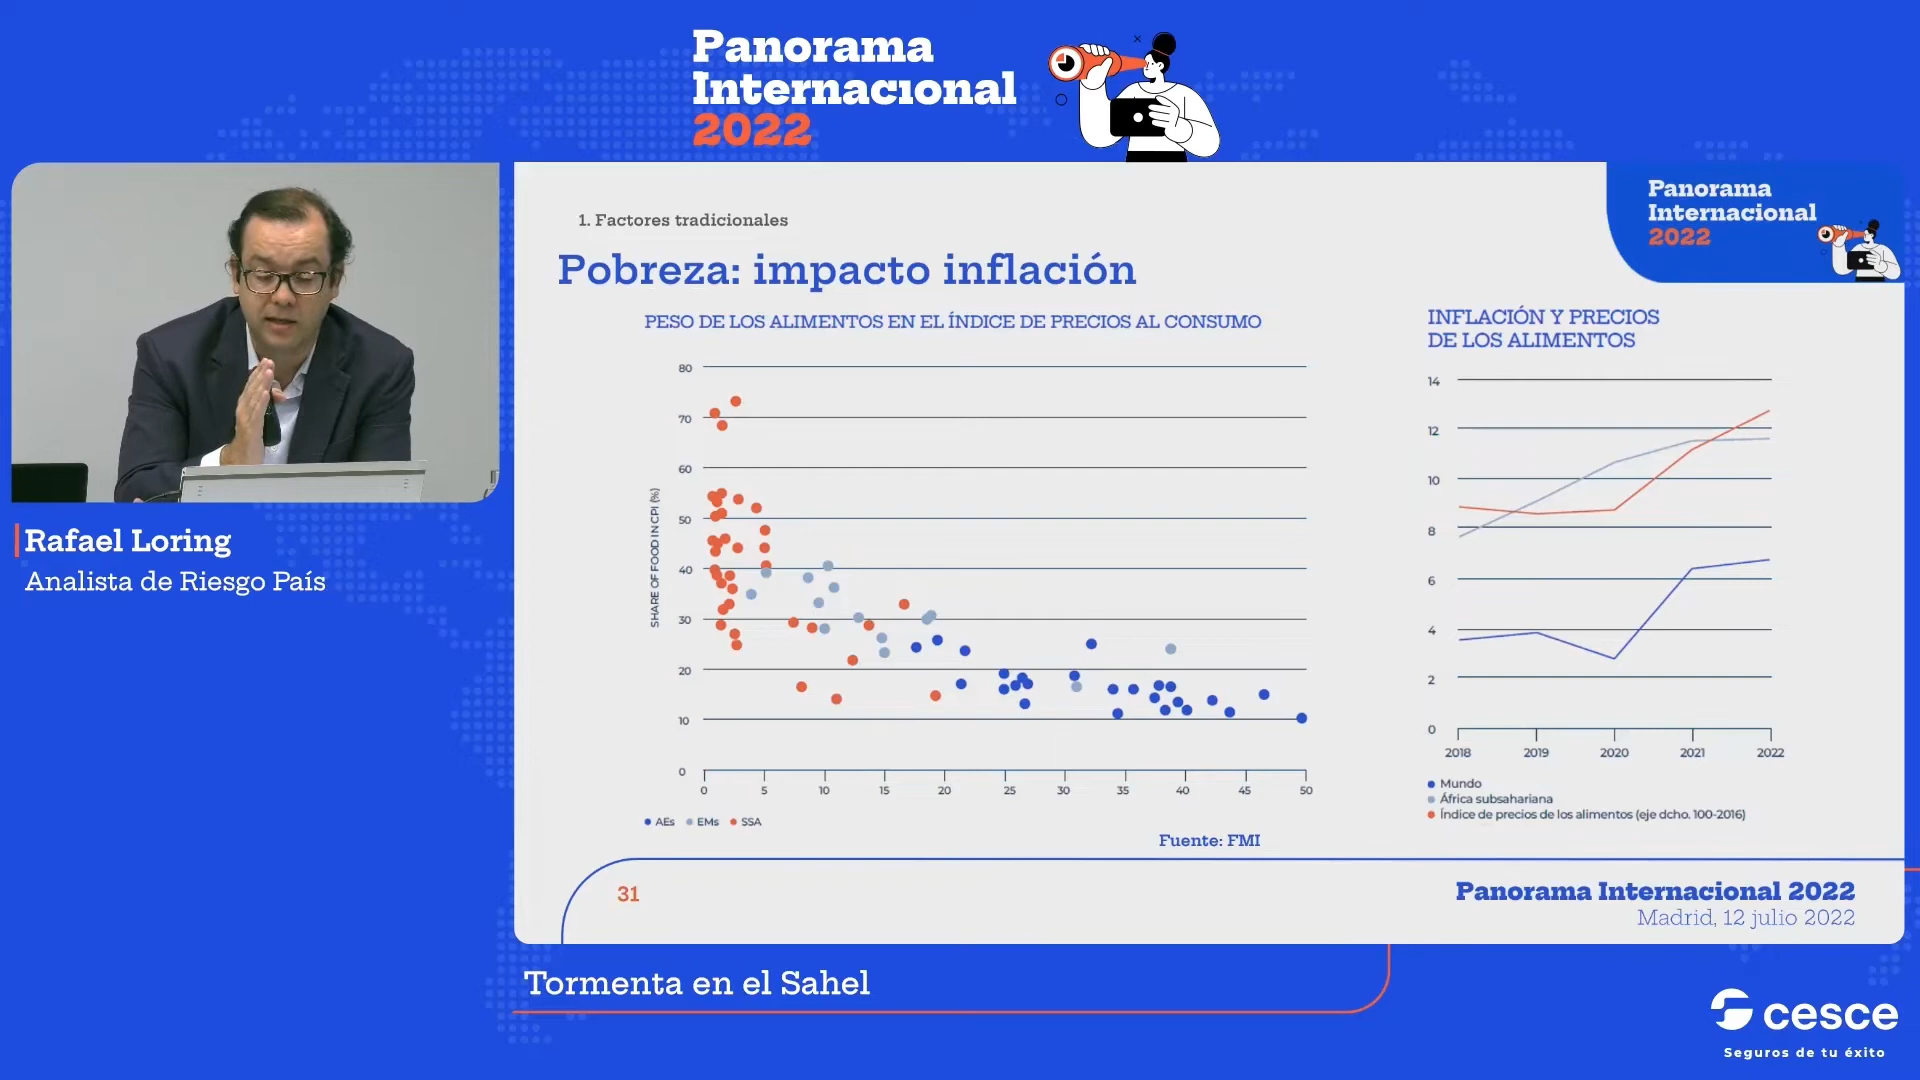 Panorama
Internacional
2022
Panorama
Internacional
2022
1. Factores tradicionales
Pobreza: impacto inflación
PESO DE LOS ALIMENTOS EN EL ÍNDICE DE PRECIOS AL CONSUMO
80
70
60
50
40
30
20
10
0
SHARE OF FOOD IN CPI (%)
0 5 10 15 20 25 30 35 40 45 50
AEs EMs SSA
Fuente: FMI
INFLACIÓN Y PRECIOS
DE LOS ALIMENTOS
14
12
10
8
6
4
2
0
2018 2019 2020 2021 2022
Mundo
África subsahariana
Índice de precios de los alimentos (eje dcho. 100-2016)
31
Panorama Internacional 2022
Madrid, 12 julio 2022
Rafael Loring
Analista de Riesgo País
Tormenta en el Sahel
cesce
Seguros de tu éxito